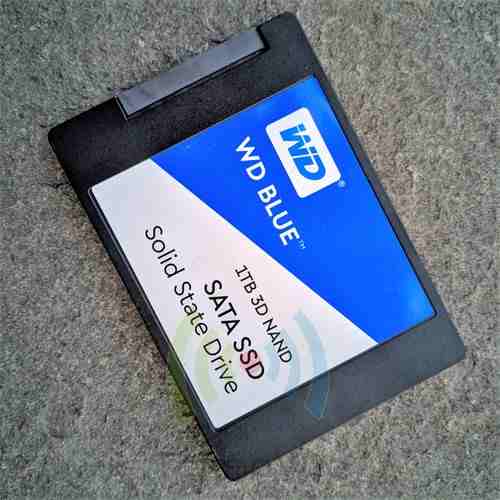 WD®
WD BLUE™
1TB 3D NAND
SATA SSD
Solid State Drive